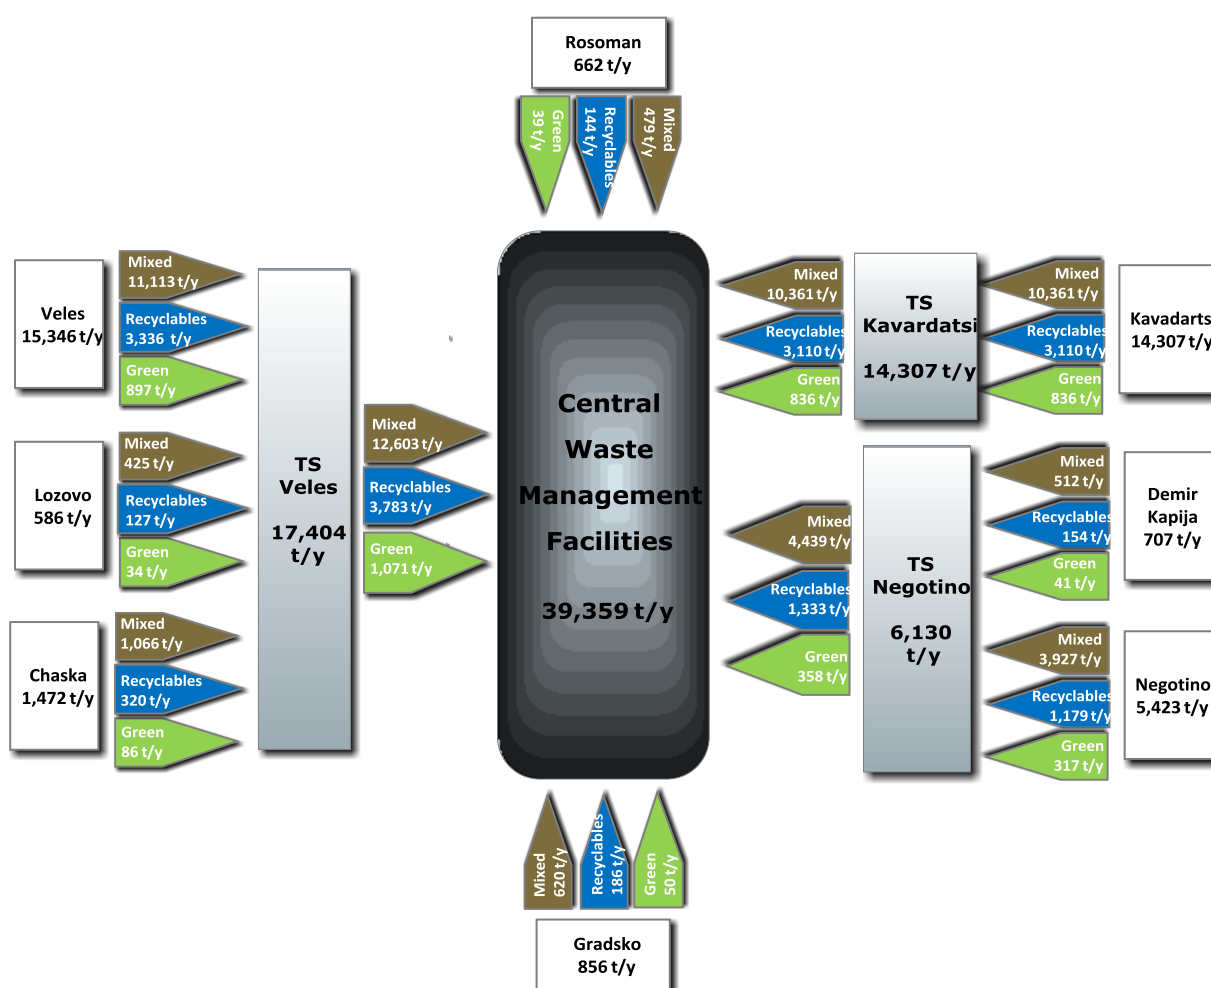 Rosoman
662 t/y
Green
39 t/y
Recyclables
144 t/y
Mixed
479 t/y
Veles
15,346 t/y
Mixed
11,113 t/y
Recyclables
3,336 t/y
Green
897 t/y
Lozovo
586 t/y
Mixed
425 t/y
Recyclables
127 t/y
Green
34 t/y
Chaska
1,472 t/y
Mixed
1,066 t/y
Recyclables
320 t/y
Green
86 t/y
TS
Veles
17,404
t/y
Mixed
12,603 t/y
Recyclables
3,783 t/y
Green
1,071 t/y
Central
Waste
Management
Facilities
39,359 t/y
Mixed
10,361 t/y
Recyclables
3,110 t/y
Green
836 t/y
TS
Kavardatsi
14,307 t/y
Mixed
10,361 t/y
Recyclables
3,110 t/y
Green
836 t/y
Kavadarts
14,307 t/y
Mixed
4,439 t/y
Recyclables
1,333 t/y
Green
358 t/y
TS
Negotino
6,130
t/y
Mixed
512 t/y
Recyclables
154 t/y
Green
41 t/y
Demir
Kapija
707 t/y
Mixed
3,927 t/y
Recyclables
1,179 t/y
Green
317 t/y
Negotino
5,423 t/y
Mixed
620 t/y
Recyclables
186 t/y
Green
50 t/y
Gradsko
856 t/y